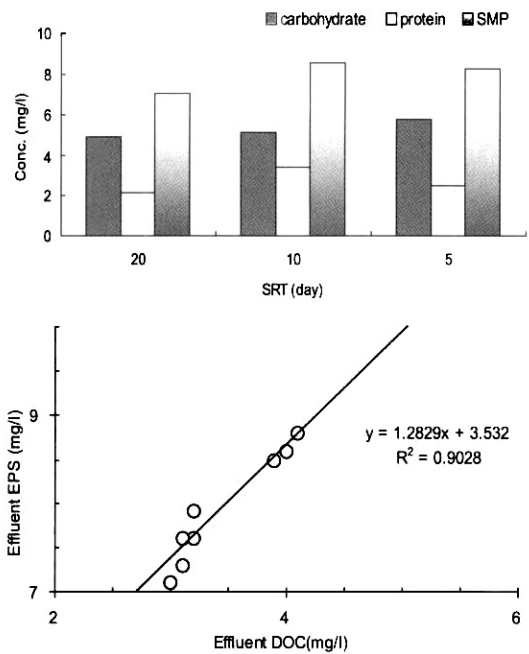 carbohydrate protein SMP
10
8
6
4
2
0
Conc. (mg/l)
20 10 5
SRT (day)
9
7
Effluent EPS (mg/l)
y = 1.2829x + 3.532
R² = 0.9028
2 4 6
Effluent DOC(mg/l)